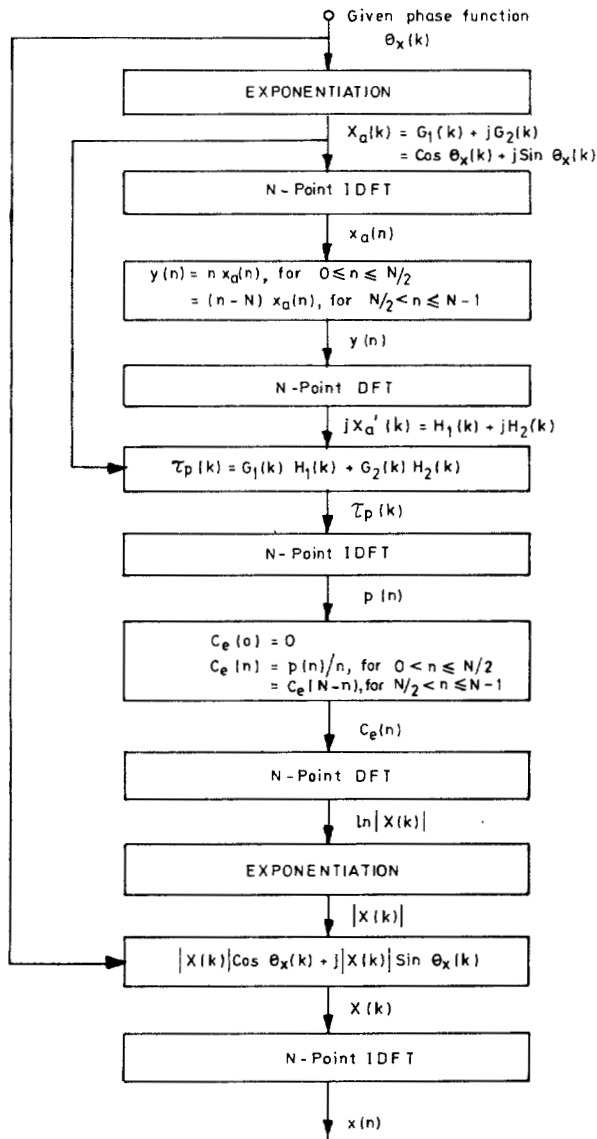 Given phase function
θx(k)
EXPONENTIATION
Xa(k) = G1(k) + jG2(k)
= Cos θx(k) + j Sin θx(k)
N-Point IDFT
xa(n)
y(n) = n xa(n), for 0 ≤ n ≤ N/2
= (n-N) xa(n), for N/2 < n ≤ N-1
y(n)
N-Point DFT
jXa'(k) = H1(k) + jH2(k)
τp(k) = G1(k) H1(k) + G2(k) H2(k)
τp(k)
N-Point IDFT
p(n)
Ce(o) = 0
Ce(n) = p(n)/n, for 0 < n ≤ N/2
= Ce(N-n), for N/2 < n ≤ N-1
Ce(n)
N-Point DFT
ln|X(k)|
EXPONENTIATION
|X(k)|
|X(k)|Cos θx(k) + j|X(k)| Sin θx(k)
X(k)
N-Point IDFT
x(n)